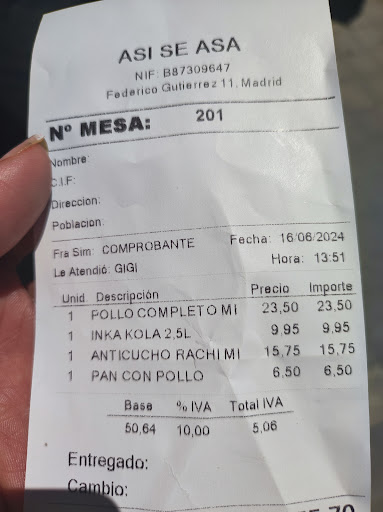 ASI SE ASA
NIF: B87309647
Federico Gutierrez 11, Madrid
Nº MESA: 201
Nombre:
C.I.F:
Direccion:
Poblacion:
Fra Sim: COMPROBANTE Fecha: 16/06/2024
Le Atendió: GIGI Hora: 13:51
Unid. Descripción Precio Importe
1 POLLO COMPLETO MI 23,50 23,50
1 INKA KOLA 2,5L 9,95 9,95
1 ANTICUCHO RACHI MI 15,75 15,75
1 PAN CON POLLO 6,50 6,50
Base % IVA Total IVA
50,64 10,00 5,06
Entregado:
Cambio: